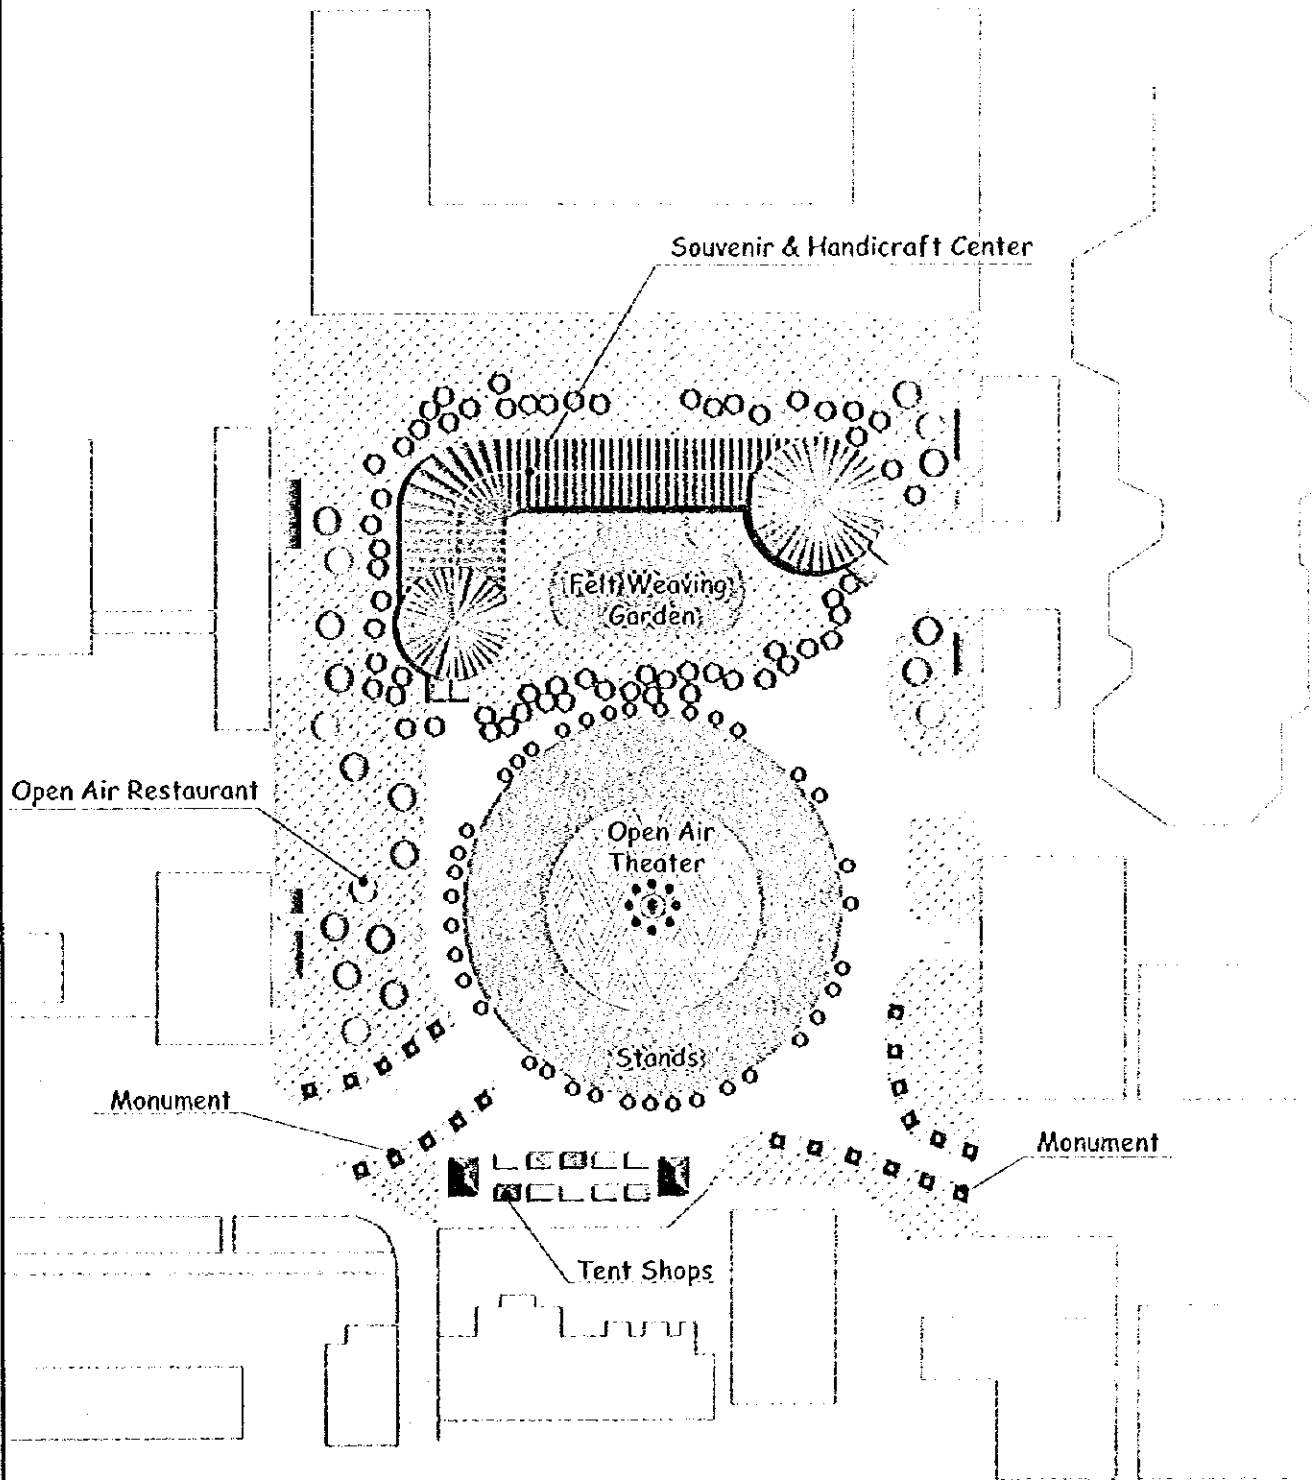 Souvenir & Handicraft Center
Felt Weaving
Garden
Open Air Restaurant
Open Air
Theater
Stands
Monument
Monument
Tent Shops